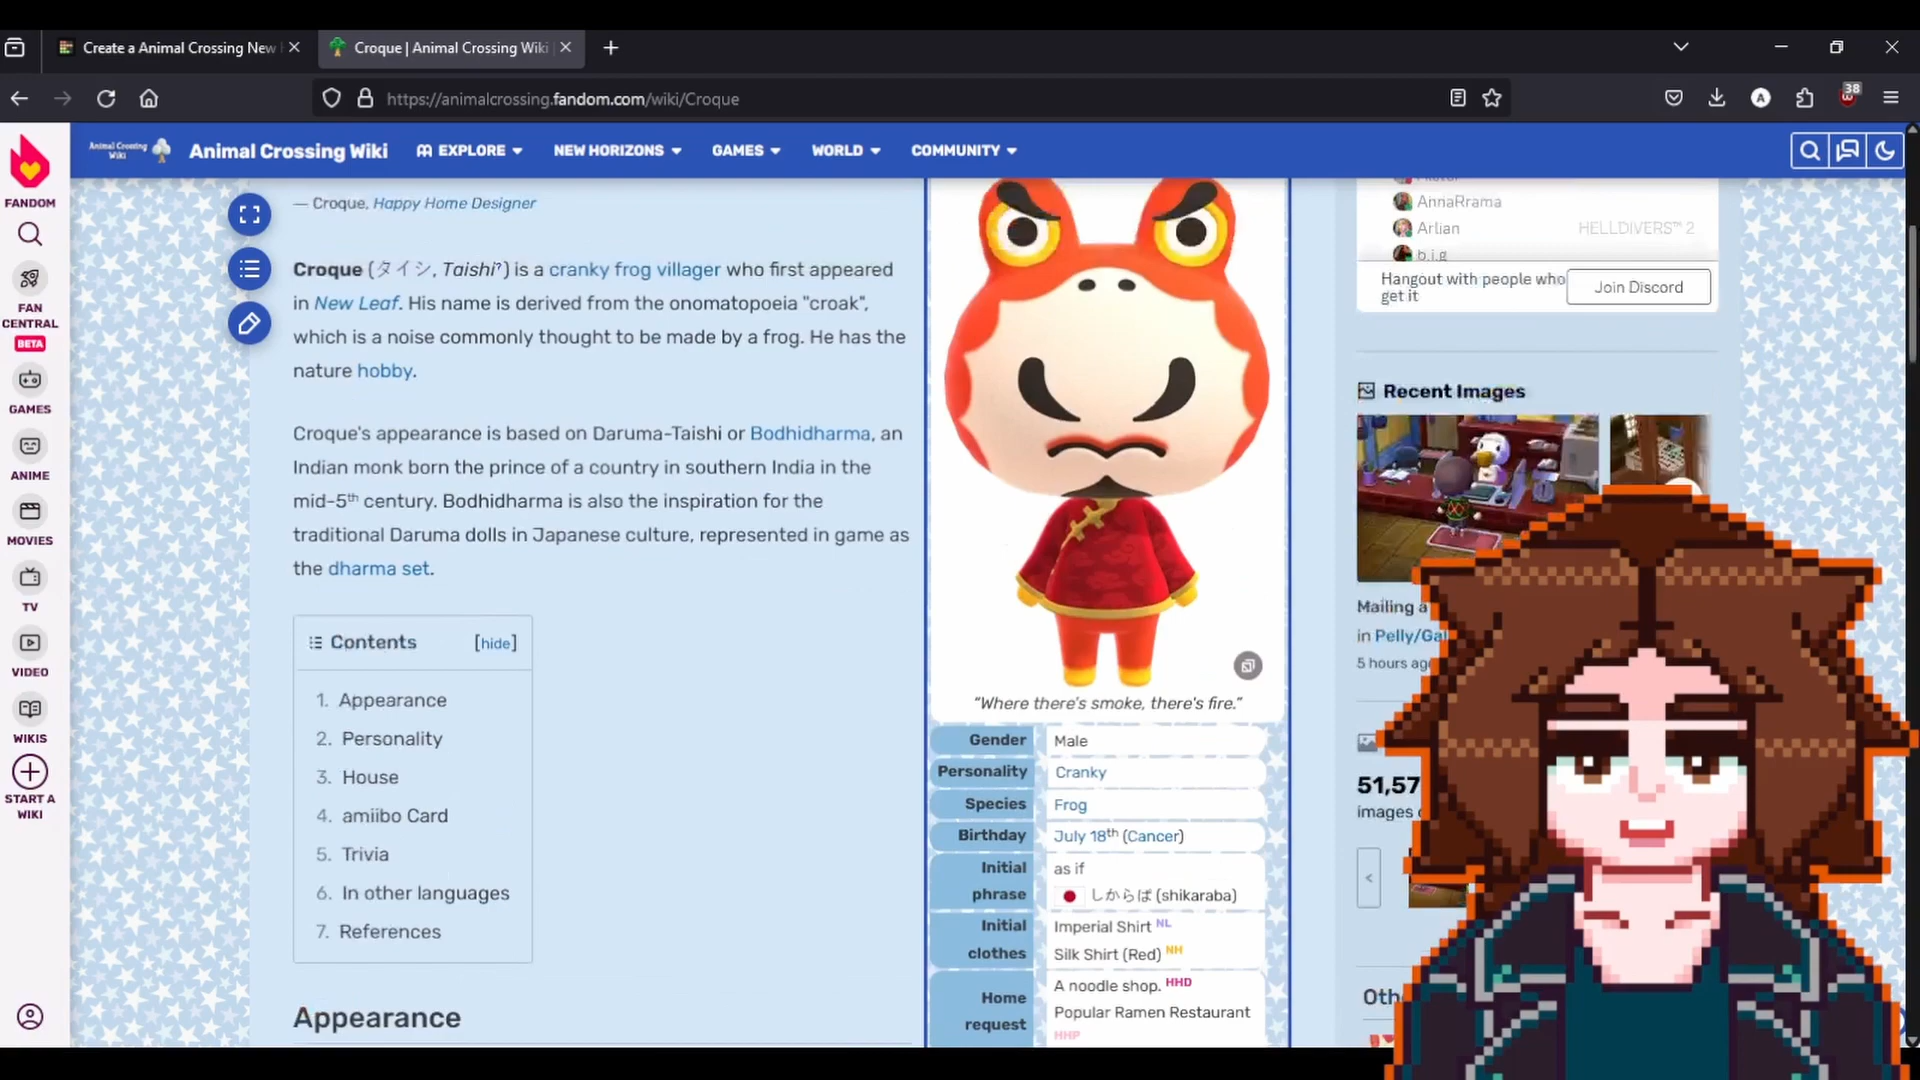 Create a Animal Crossing New
Croque | Animal Crossing Wiki
https://animalcrossing.fandom.com/wiki/Croque
A
38
Animal Crossing Wiki
Animal Crossing Wiki
EXPLORE
NEW HORIZONS
GAMES
WORLD
COMMUNITY
FANDOM
FAN CENTRAL
BETA
GAMES
ANIME
MOVIES
TV
VIDEO
WIKIS
START A WIKI
— Croque, Happy Home Designer
Croque (タイシ, Taishi?) is a cranky frog villager who first appeared
in New Leaf. His name is derived from the onomatopoeia "croak",
which is a noise commonly thought to be made by a frog. He has the
nature hobby.
Croque's appearance is based on Daruma-Taishi or Bodhidharma, an
Indian monk born the prince of a country in southern India in the
mid-5th century. Bodhidharma is also the inspiration for the
traditional Daruma dolls in Japanese culture, represented in game as
the dharma set.
Contents [hide]
1. Appearance
2. Personality
3. House
4. amiibo Card
5. Trivia
6. In other languages
7. References
Appearance
"Where there's smoke, there's fire."
Gender Male
Personality Cranky
Species Frog
Birthday July 18th (Cancer)
Initial phrase as if
しからば (shikaraba)
Initial clothes Imperial Shirt NL
Silk Shirt (Red) NH
Home request A noodle shop. HHD
Popular Ramen Restaurant
HHP
AnnaRrama
Arlian HELLDIVERS™ 2
b.i.g
Hangout with people who
get it
Join Discord
Recent Images
Mailing a
in Pelly/Ga
5 hours ag
51,57
images
Oth